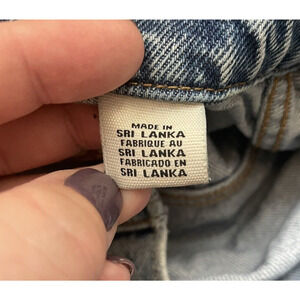 MADE IN
SRI LANKA
FABRIQUE AU
SRI LANKA
FABRICADO EN
SRI LANKA